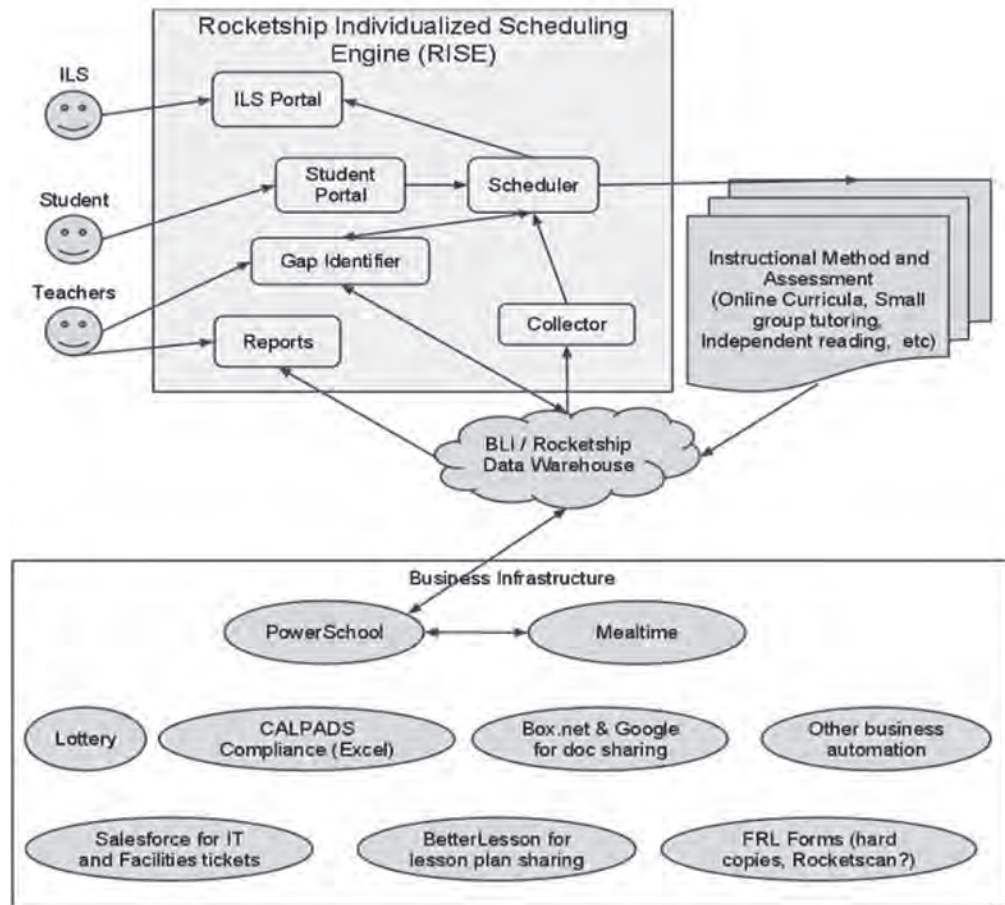 Rocketship Individualized Scheduling
Engine (RISE)
ILS
ILS Portal
Student
Student
Portal
Scheduler
Teachers
Gap Identifier
Reports
Collector
Instructional Method and
Assessment
(Online Curricula, Small
group tutoring,
Independent reading, etc)
BLI / Rocketship
Data Warehouse
Business Infrastructure
PowerSchool
Mealtime
Lottery
CALPADS
Compliance (Excel)
Box.net & Google
for doc sharing
Other business
automation
Salesforce for IT
and Facilities tickets
BetterLesson for
lesson plan sharing
FRL Forms (hard
copies, Rocketscan?)